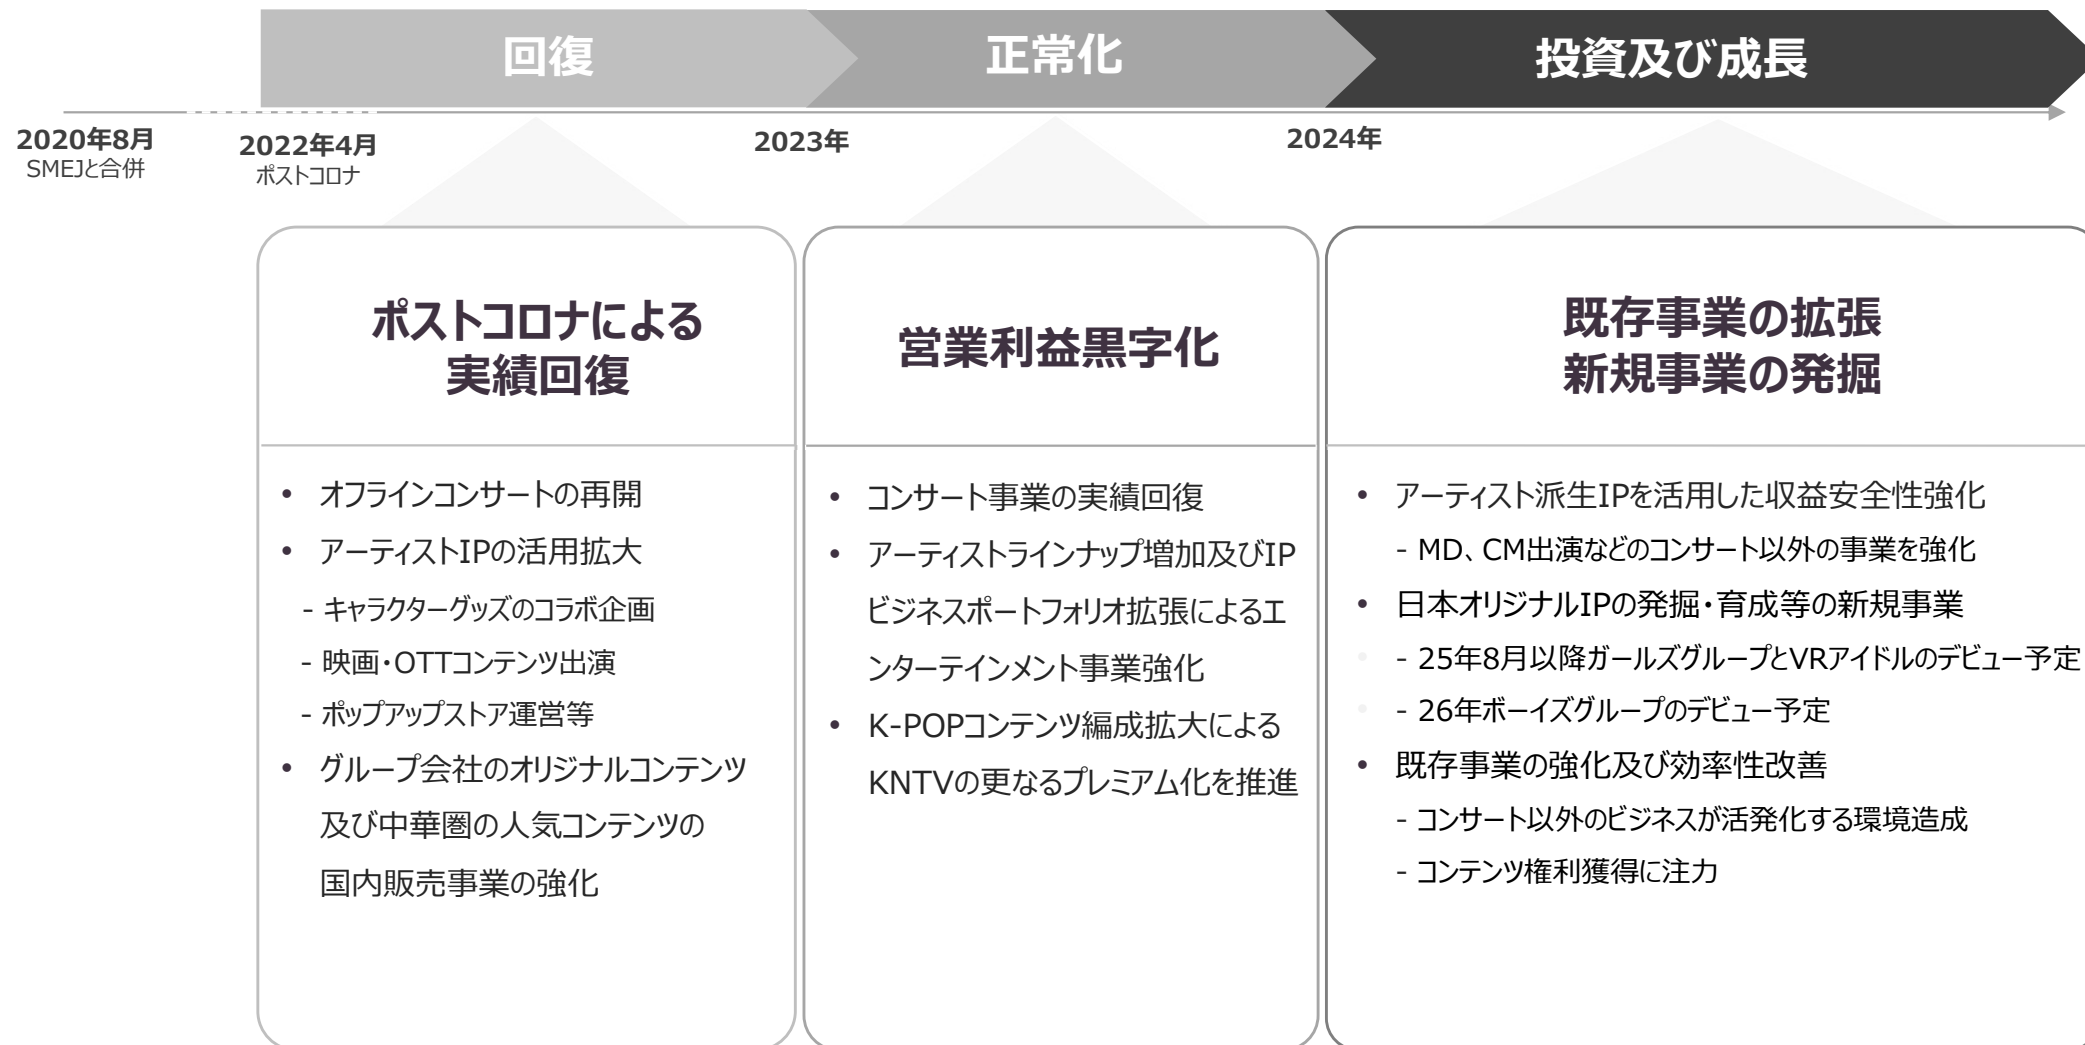 回復
正常化
投資及び成長
2020年8月
SMEJと合併
2022年4月
ポストコロナ
2023年
2024年
ポストコロナによる
実績回復
• オフラインコンサートの再開
• アーティストIPの活用拡大
- キャラクターグッズのコラボ企画
- 映画・OTTコンテンツ出演
- ポップアップストア運営等
• グループ会社のオリジナルコンテンツ
及び中華圏の人気コンテンツの
国内販売事業の強化
営業利益黒字化
• コンサート事業の実績回復
• アーティストラインナップ増加及びIP
ビジネスポートフォリオ拡張によるエ
ンターテインメント事業強化
• K-POPコンテンツ編成拡大による
KNTVの更なるプレミアム化を推進
既存事業の拡張
新規事業の発掘
• アーティスト派生IPを活用した収益安全性強化
- MD、CM出演などのコンサート以外の事業を強化
• 日本オリジナルIPの発掘・育成等の新規事業
• - 25年8月以降ガールズグループとVRアイドルのデビュー予定
• - 26年ボーイズグループのデビュー予定
• 既存事業の強化及び効率性改善
- コンサート以外のビジネスが活発化する環境造成
- コンテンツ権利獲得に注力